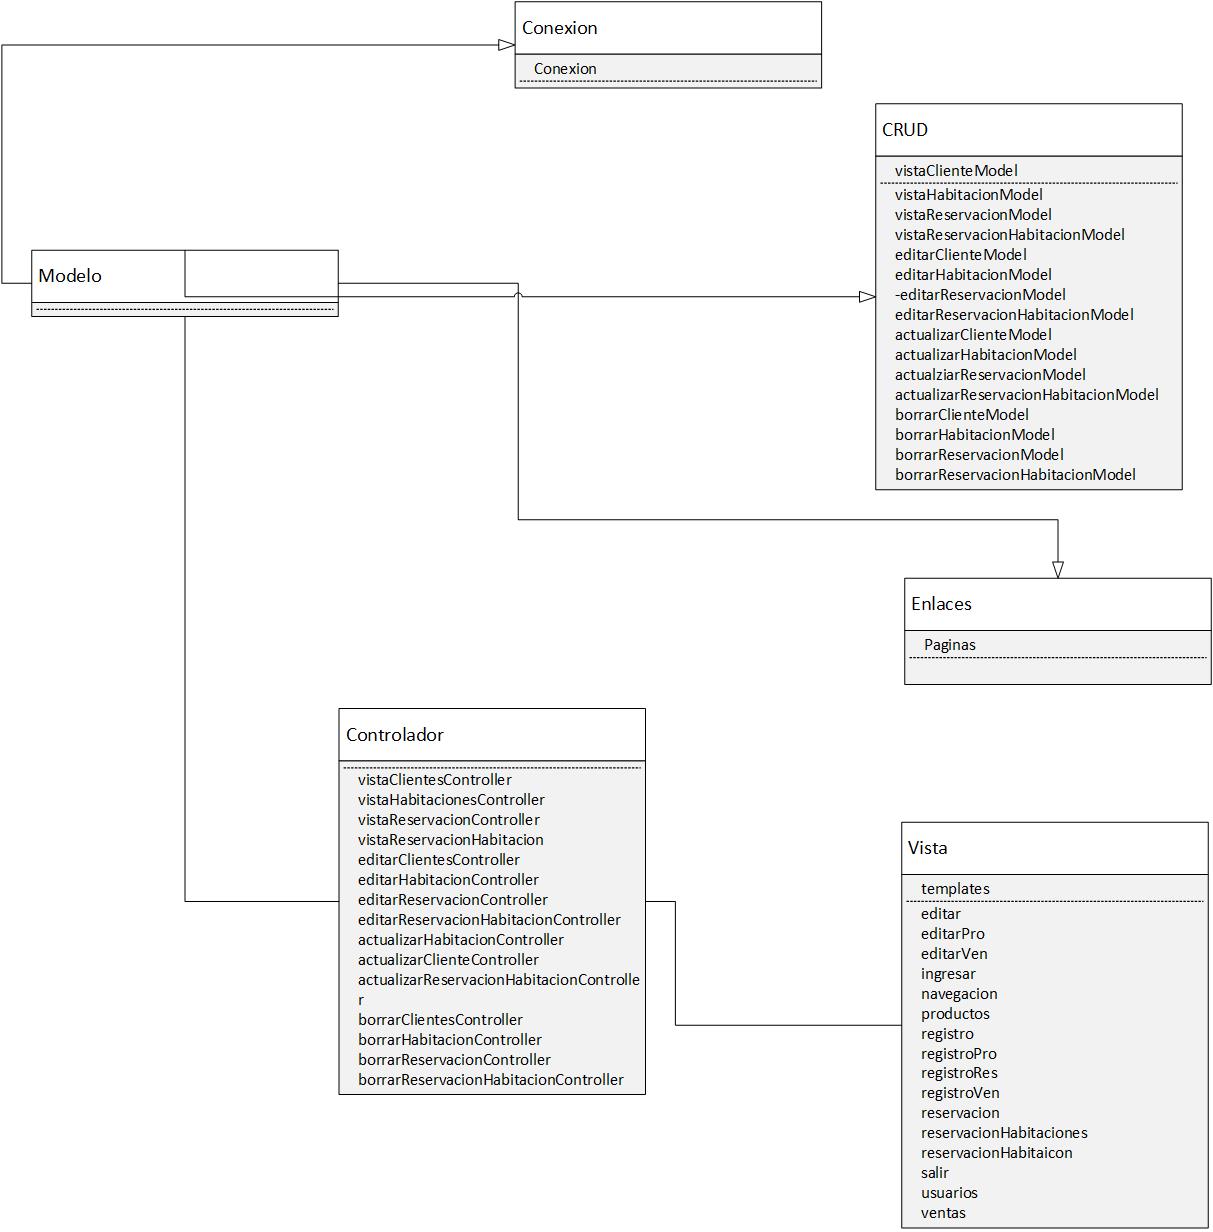 Conexion
Conexion
CRUD
vistaClienteModel
vistaHabitacionModel
vistaReservacionModel
vistaReservacionHabitacionModel
editarClienteModel
editarHabitacionModel
-editarReservacionModel
editarReservacionHabitacionModel
actualizarClienteModel
actualizarHabitacionModel
actualziarReservacionModel
actualizarReservacionHabitacionModel
borrarClienteModel
borrarHabitacionModel
borrarReservacionModel
borrarReservacionHabitacionModel
Modelo
Enlaces
Paginas
Controlador
vistaClientesController
vistaHabitacionesController
vistaReservacionController
vistaReservacionHabitacion
editarClientesController
editarHabitacionController
editarReservacionController
editarReservacionHabitacionController
actualizarHabitacionController
actualizarClienteController
actualizarReservacionHabitacionControlle
r
borrarClientesController
borrarHabitacionController
borrarReservacionController
borrarReservacionHabitacionController
Vista
templates
editar
editarPro
editarVen
ingresar
navegacion
productos
registro
registroPro
registroRes
registroVen
reservacion
reservacionHabitaciones
reservacionHabitaicon
salir
usuarios
ventas